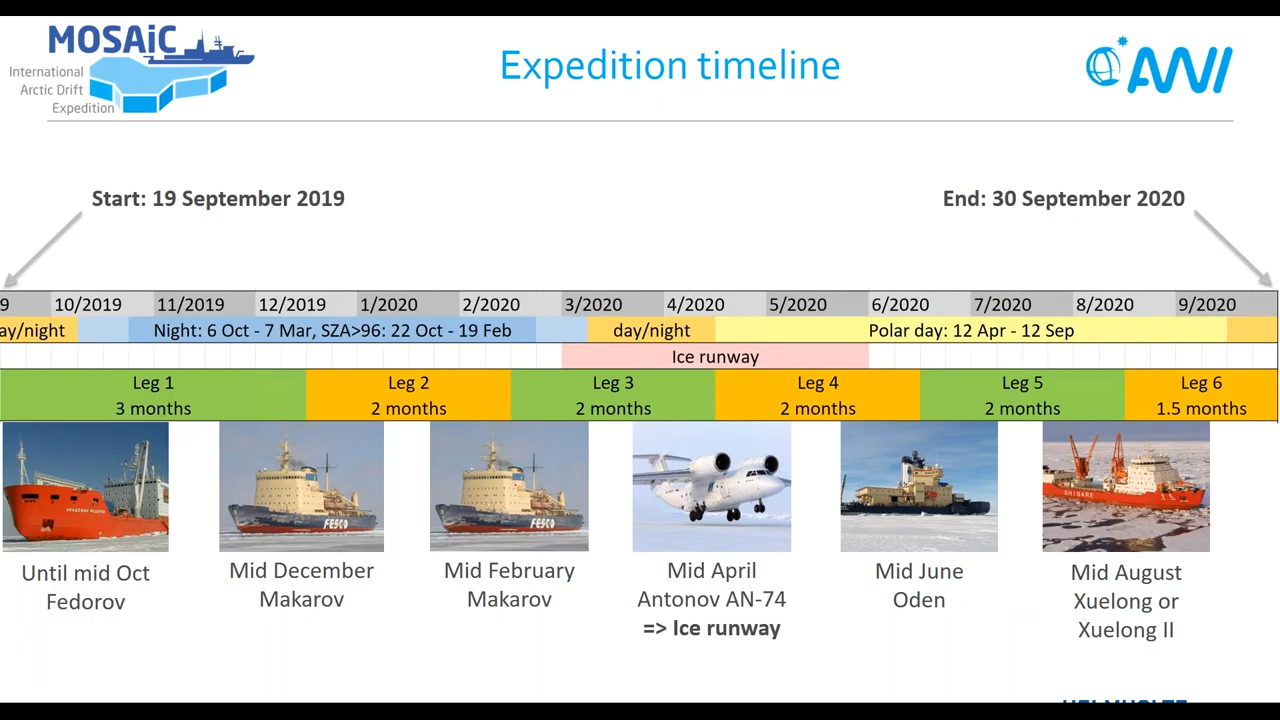 MOSAiC
International
Arctic Drift
Expedition
Expedition timeline
AWI
Start: 19 September 2019
End: 30 September 2020
9 10/2019 11/2019 12/2019 1/2020 2/2020 3/2020 4/2020 5/2020 6/2020 7/2020 8/2020 9/2020
ay/night Night: 6 Oct - 7 Mar, SZA>96: 22 Oct - 19 Feb day/night Polar day: 12 Apr - 12 Sep
Ice runway
Leg 1 Leg 2 Leg 3 Leg 4 Leg 5 Leg 6
3 months 2 months 2 months 2 months 2 months 1.5 months
FESCO
FESCO
CHINARE
Until mid Oct
Fedorov
Mid December
Makarov
Mid February
Makarov
Mid April
Antonov AN-74
=> Ice runway
Mid June
Oden
Mid August
Xuelong or
Xuelong II